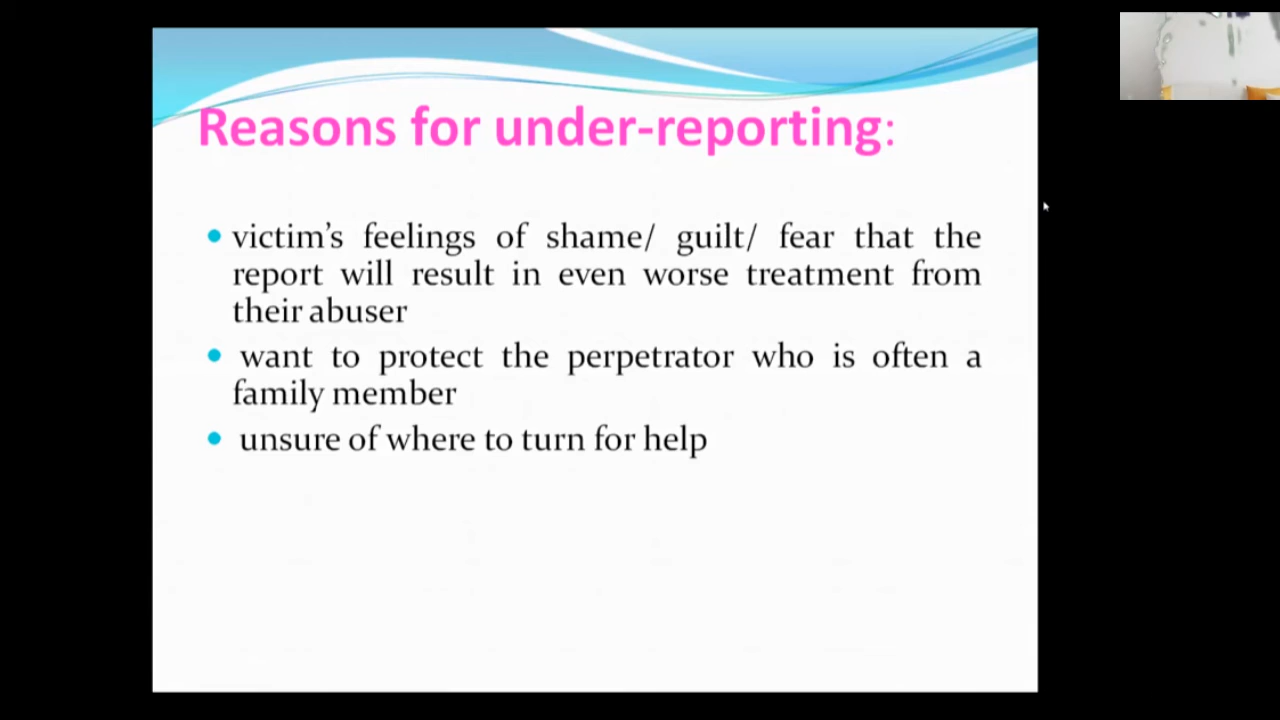 Reasons for under-reporting:
victim’s feelings of shame/ guilt/ fear that the
report will result in even worse treatment from
their abuser
want to protect the perpetrator who is often a
family member
unsure of where to turn for help